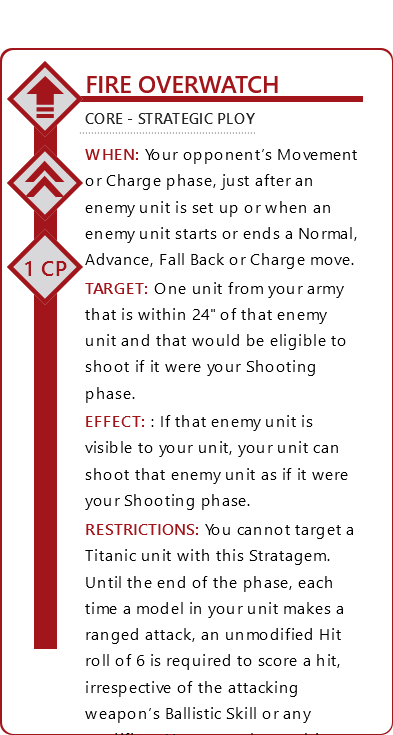 FIRE OVERWATCH
CORE - STRATEGIC PLOY
1 CP
WHEN: Your opponent's Movement
or Charge phase, just after an
enemy unit is set up or when an
enemy unit starts or ends a Normal,
Advance, Fall Back or Charge move.
TARGET: One unit from your army
that is within 24" of that enemy
unit and that would be eligible to
shoot if it were your Shooting
phase.
EFFECT: : If that enemy unit is
visible to your unit, your unit can
shoot that enemy unit as if it were
your Shooting phase.
RESTRICTIONS: You cannot target a
Titanic unit with this Stratagem.
Until the end of the phase, each
time a model in your unit makes a
ranged attack, an unmodified Hit
roll of 6 is required to score a hit,
irrespective of the attacking
weapon's Ballistic Skill or any